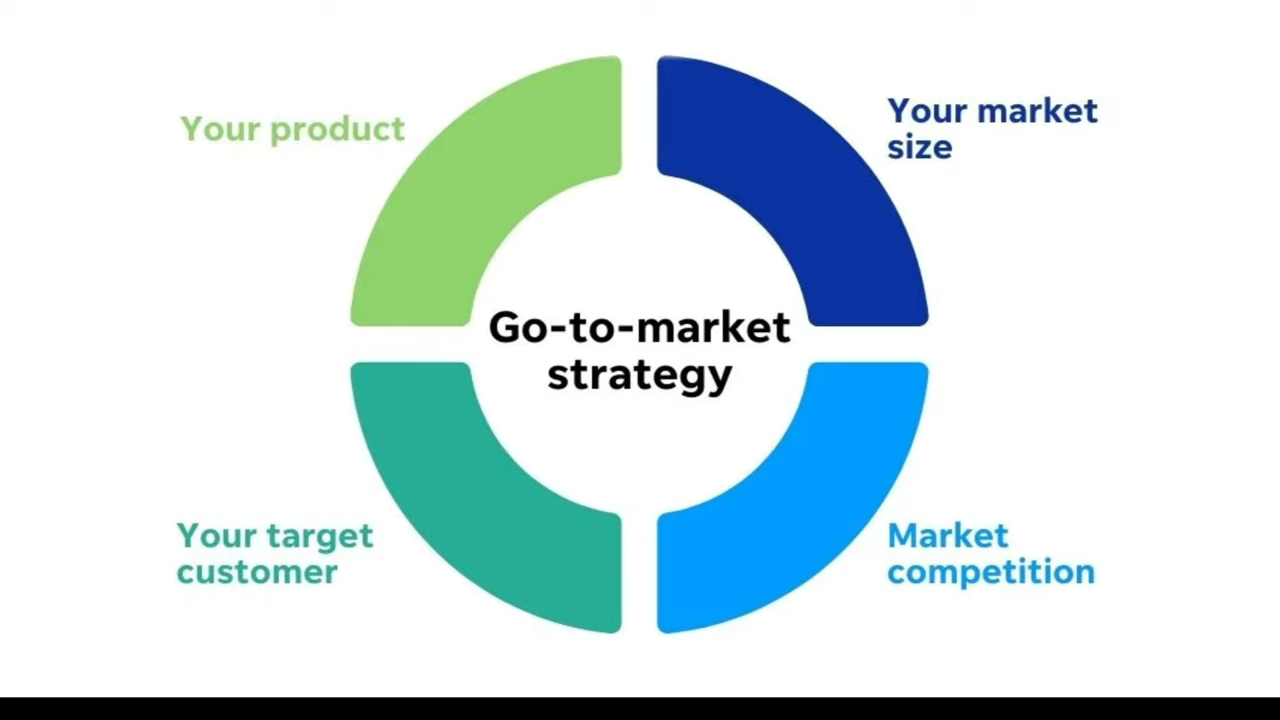 Your product
Your market
size
Go-to-market
strategy
Your target
customer
Market
competition